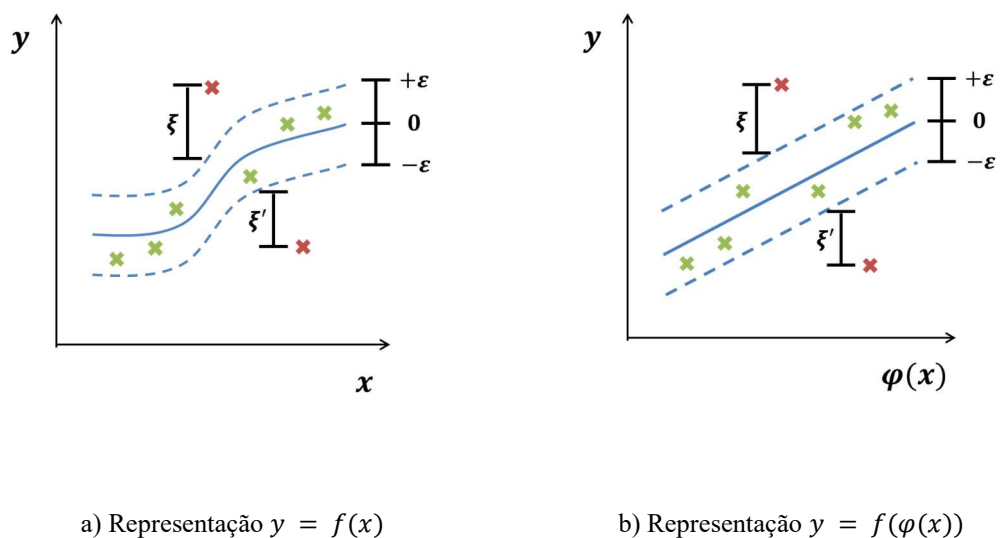 y
+ε
ξ
0
−ε
ξ′
x
y
+ε
ξ
0
−ε
ξ′
φ(x)
a) Representação y = f(x)
b) Representação y = f(φ(x))